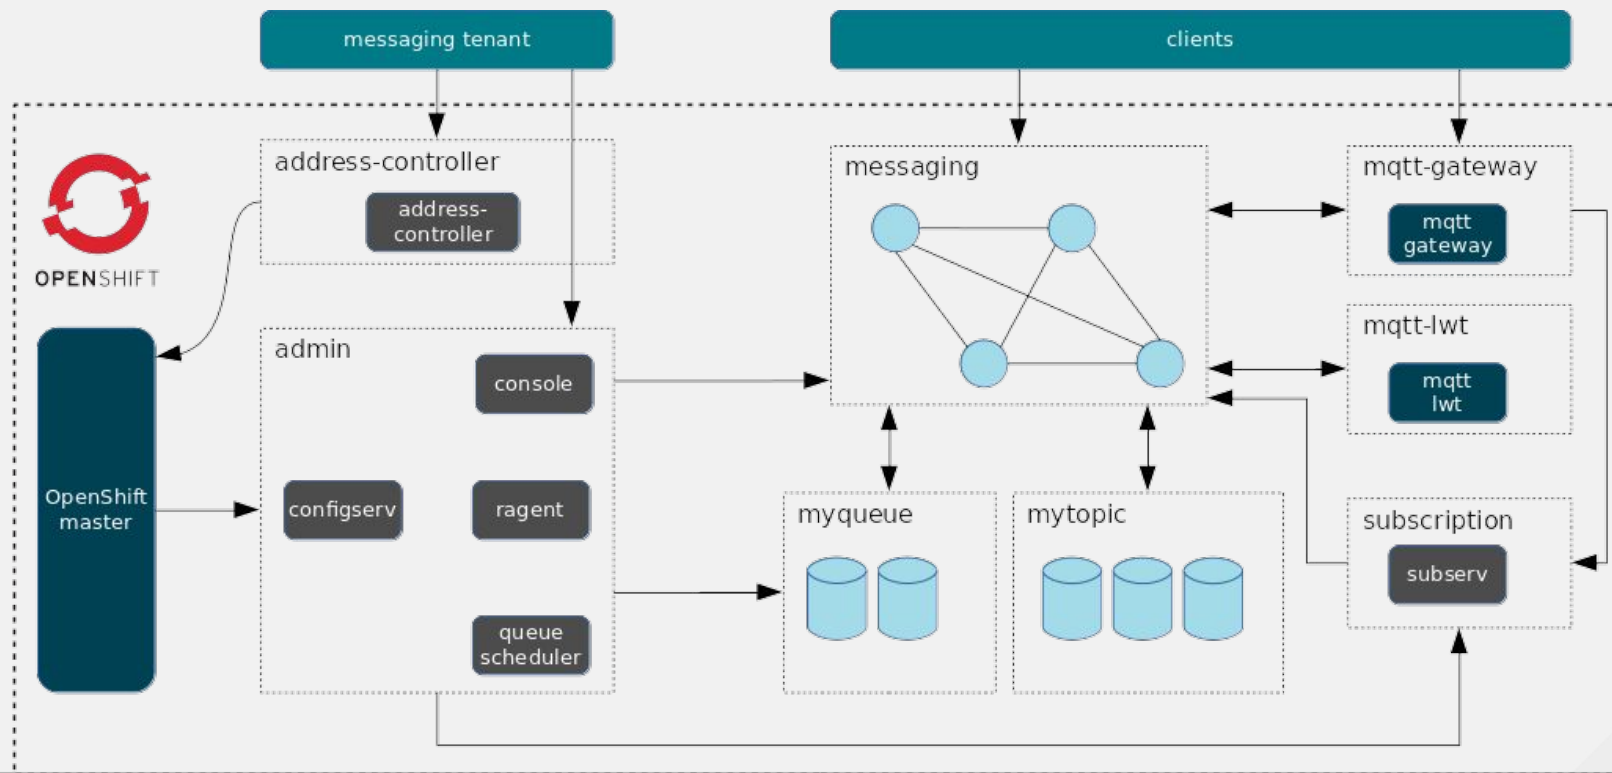 messaging tenant
clients
address-controller
address-
controller
OPENSHIFT
messaging
mqtt-gateway
mqtt
gateway
mqtt-lwt
mqtt
lwt
admin
console
configserv
ragent
queue
scheduler
OpenShift
master
myqueue
mytopic
subscription
subserv